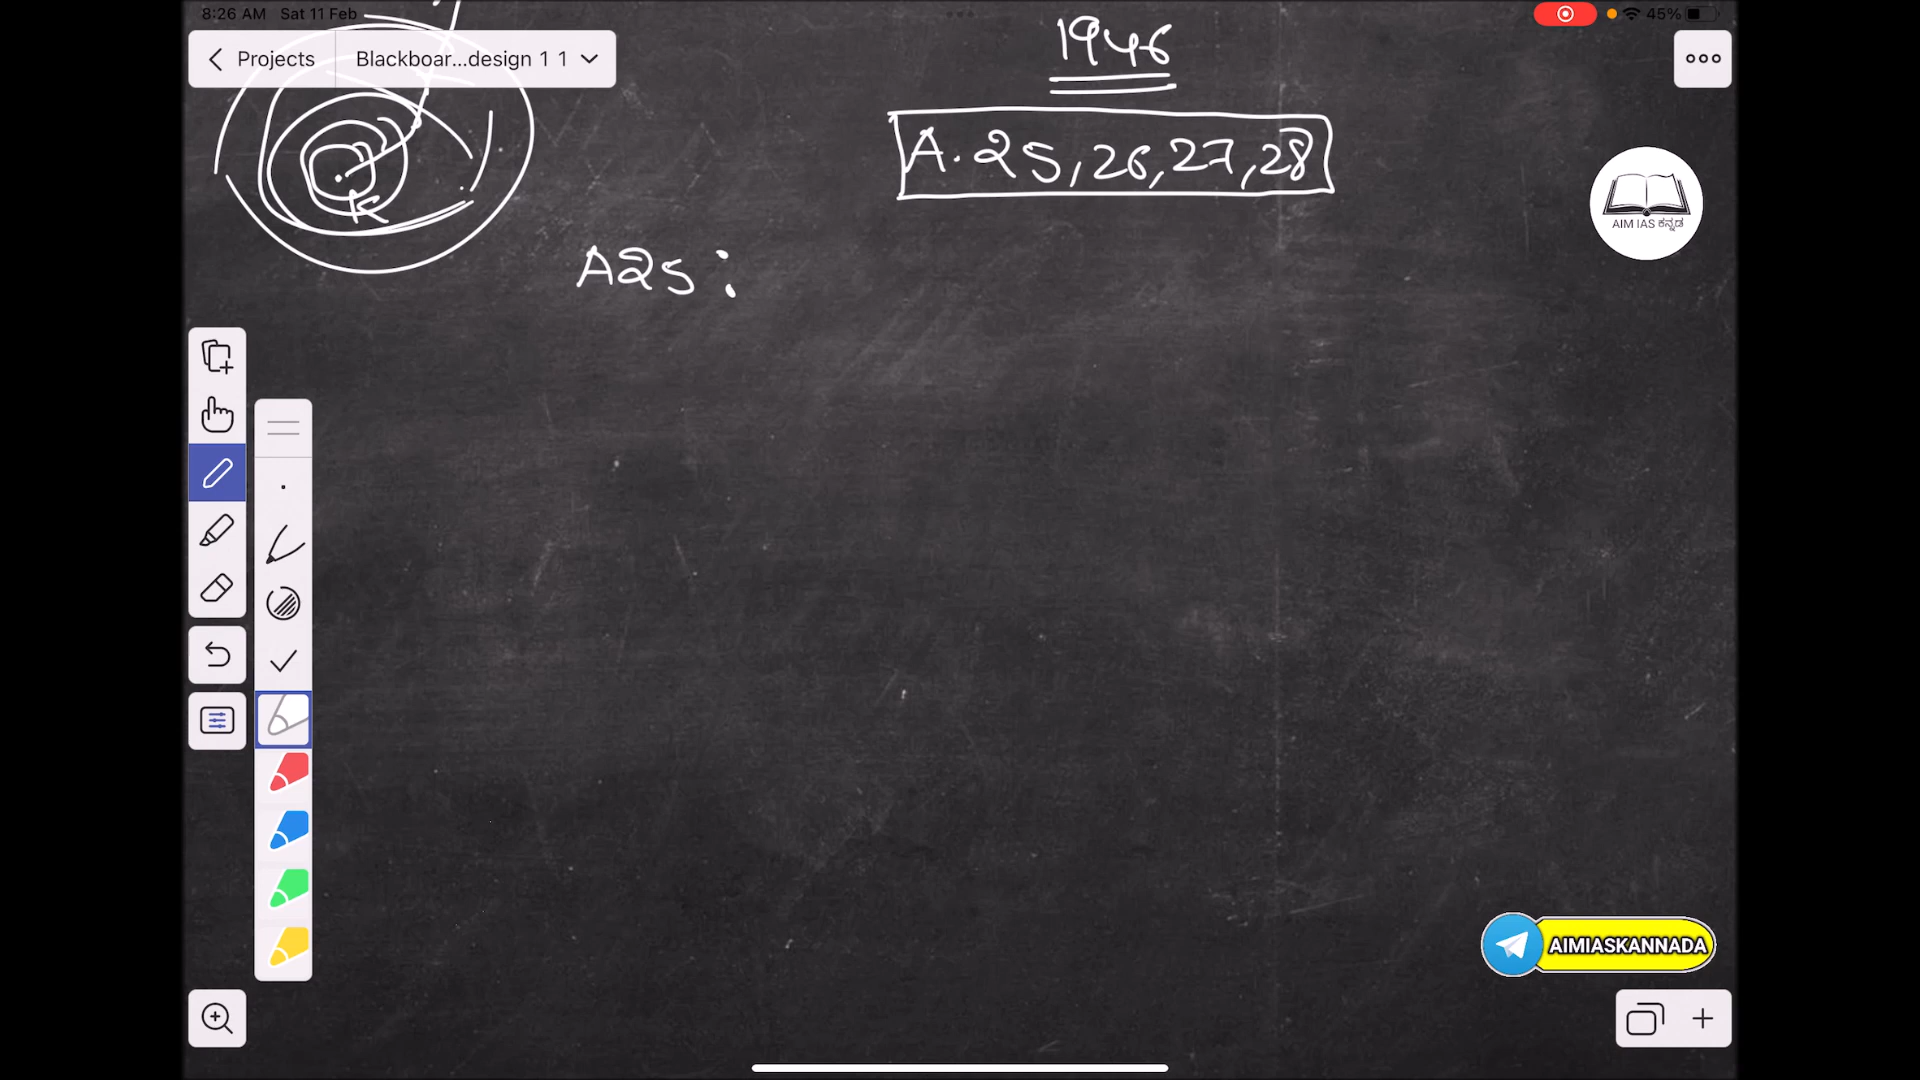 8:26 AM Sat 11 Feb
45%
Projects
Blackboar...design 1 1
1946
A. 25, 26, 27, 28
AIM IAS ಕನ್ನಡ
A25 :
K
AIMIASKANNADA